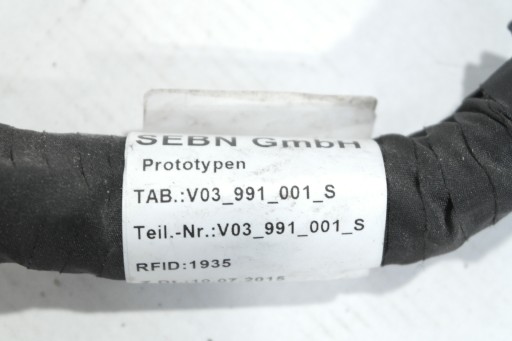 SEBN GmbH
Prototypen
TAB.:V03_991_001_S
Teil.-Nr.:V03_991_001_S
RFID:1935